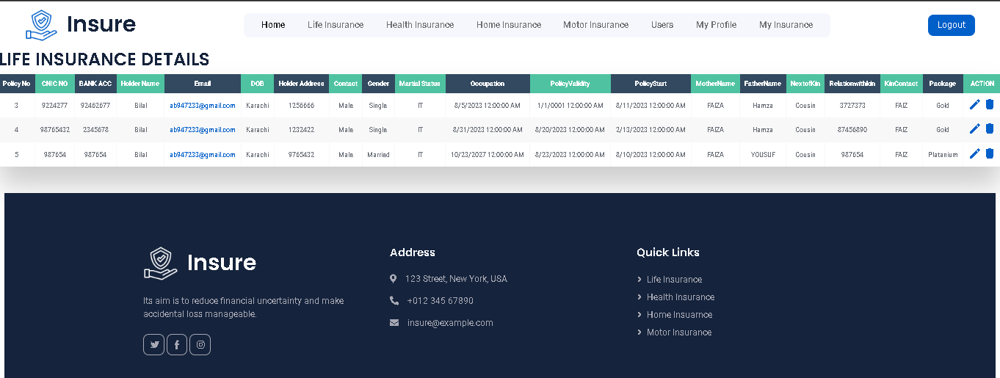 Insure
Home Life Insurance Health Insurance Home Insurance Motor Insurance Users My Profile My Insurance
Logout
LIFE INSURANCE DETAILS
Policy No CNIC NO BANK ACC Holder Name Email DOB Holder Address Contact Gender Martial Status Occupation PolicyValidity PolicyStart MotherName FatherName NextofKin Relationwithkin KinContact Package ACTION
3 9224277 92462677 Bilal ab947233@gmail.com Karachi 1256666 Male Single IT 8/5/2023 12:00:00 AM 1/1/0001 12:00:00 AM 8/11/2023 12:00:00 AM FAIZA Hamza Cousin 3727373 FAIZ Gold
4 98765432 2345678 Bilal ab947233@gmail.com Karachi 1232422 Male Single IT 8/31/2023 12:00:00 AM 8/20/2023 12:00:00 AM 2/13/2023 12:00:00 AM FAIZA Hamza Cousin 87456890 FAIZ Gold
5 987654 987654 Bilal ab947233@gmail.com Karachi 9765432 Male Married IT 10/23/2027 12:00:00 AM 8/23/2023 12:00:00 AM 8/10/2023 12:00:00 AM FAIZA YOUSUF Cousin 987654 FAIZ Platanium
Insure
Its aim is to reduce financial uncertainty and make
accidental loss manageable.
Address
123 Street, New York, USA
+012 345 67890
insure@example.com
Quick Links
Life Insurance
Health Insurance
Home Insuarnce
Motor Insurance